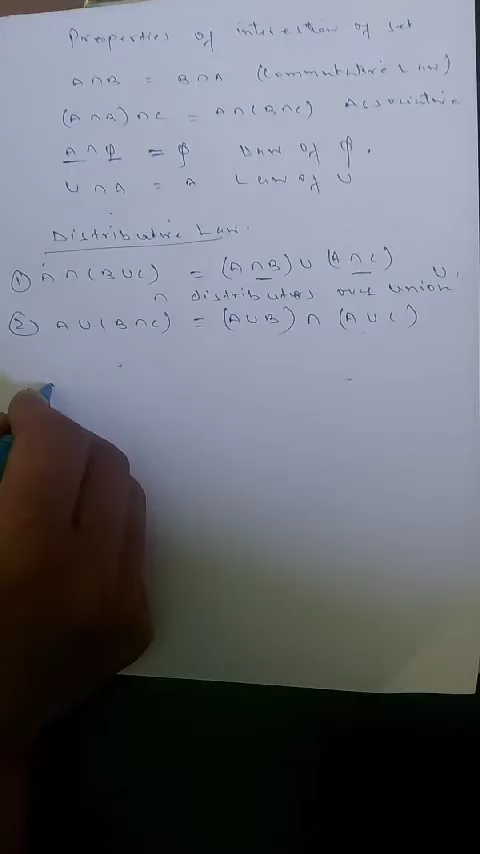 Properties of intersection of set
A ∩ B = B ∩ A (Commutative Law)
(A ∩ B) ∩ C = A ∩ (B ∩ C) Associative
A ∩ φ = φ Law of φ.
U ∩ A = A Law of U
Distributive Law.
① A ∩ (B ∪ C) = (A ∩ B) ∪ (A ∩ C)
∩ distributes over union ∪.
② A ∪ (B ∩ C) = (A ∪ B) ∩ (A ∪ C)